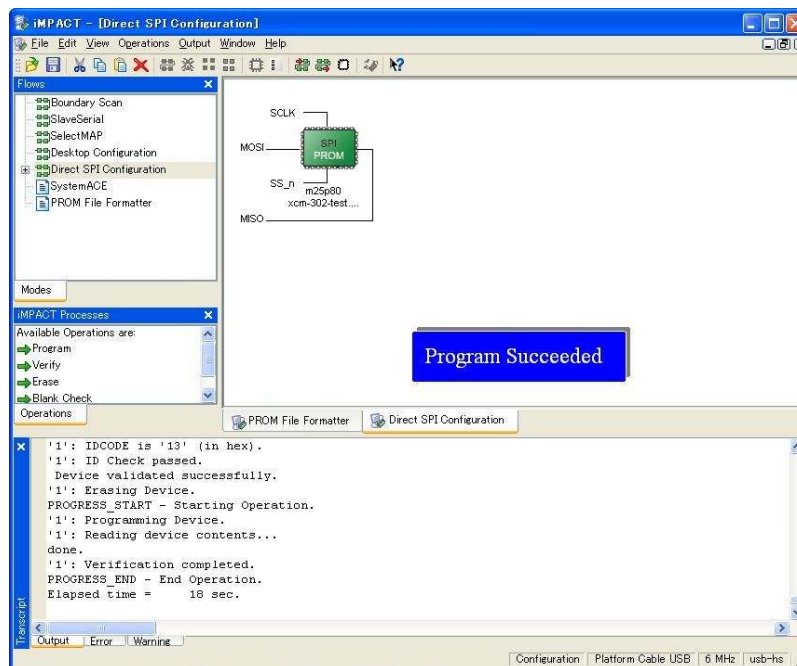 iMPACT - [Direct SPI Configuration]
File Edit View Operations Output Window Help
Flows
Boundary Scan
SlaveSerial
SelectMAP
Desktop Configuration
Direct SPI Configuration
SystemACE
PROM File Formatter
Modes
SCLK
MOSI
SPI
PROM
SS_n
m25p80
xcm-302-test....
MISO
iMPACT Processes
Available Operations are:
Program
Verify
Erase
Blank Check
Operations
Program Succeeded
PROM File Formatter
Direct SPI Configuration
'1': IDCODE is '13' (in hex).
'1': ID Check passed.
Device validated successfully.
'1': Erasing Device.
PROGRESS_START - Starting Operation.
'1': Programming Device.
'1': Reading device contents...
done.
'1': Verification completed.
PROGRESS_END - End Operation.
Elapsed time = 18 sec.
Transcript
Output Error Warning
Configuration Platform Cable USB 6 MHz usb-hs